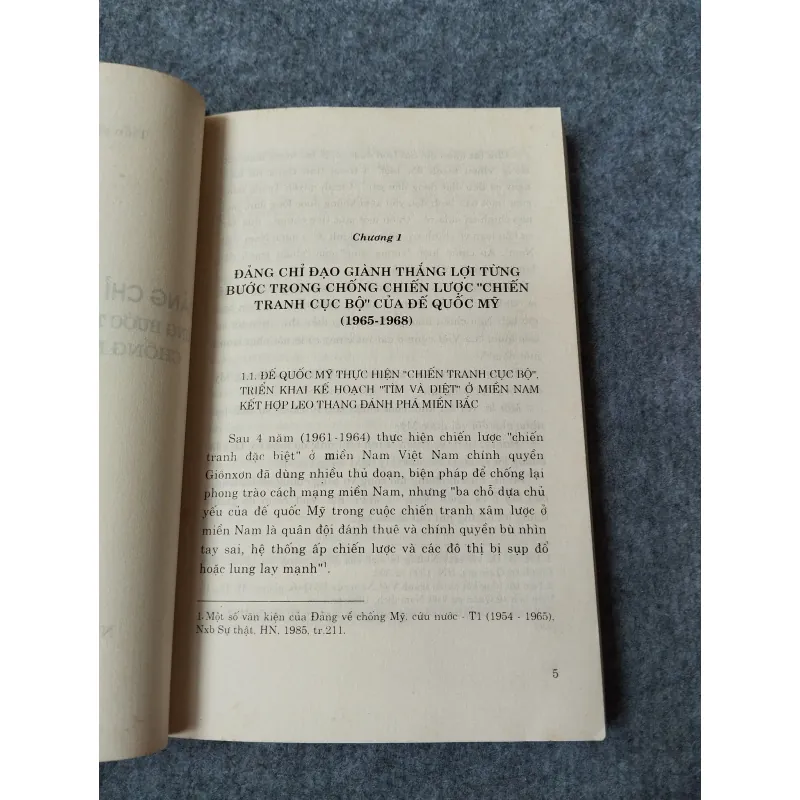 Chương 1
ĐẢNG CHỈ ĐẠO GIÀNH THẮNG LỢI TỪNG
BƯỚC TRONG CHỐNG CHIẾN LƯỢC "CHIẾN
TRANH CỤC BỘ" CỦA ĐẾ QUỐC MỸ
(1965-1968)
1.1. ĐẾ QUỐC MỸ THỰC HIỆN "CHIẾN TRANH CỤC BỘ",
TRIỂN KHAI KẾ HOẠCH "TÌM VÀ DIỆT" Ở MIỀN NAM
KẾT HỢP LEO THANG ĐÁNH PHÁ MIỀN BẮC
Sau 4 năm (1961-1964) thực hiện chiến lược "chiến
tranh đặc biệt" ở miền Nam Việt Nam chính quyền
Giônxơn đã dùng nhiều thủ đoạn, biện pháp để chống lại
phong trào cách mạng miền Nam, nhưng "ba chỗ dựa chủ
yếu của đế quốc Mỹ trong cuộc chiến tranh xâm lược ở
miền Nam là quân đội đánh thuê và chính quyền bù nhìn
tay sai, hệ thống ấp chiến lược và các đô thị bị sụp đổ
hoặc lung lay mạnh"1.
1. Một số văn kiện của Đảng về chống Mỹ, cứu nước - T1 (1954 - 1965),
Nxb Sự thật, HN, 1985, tr.211.
5